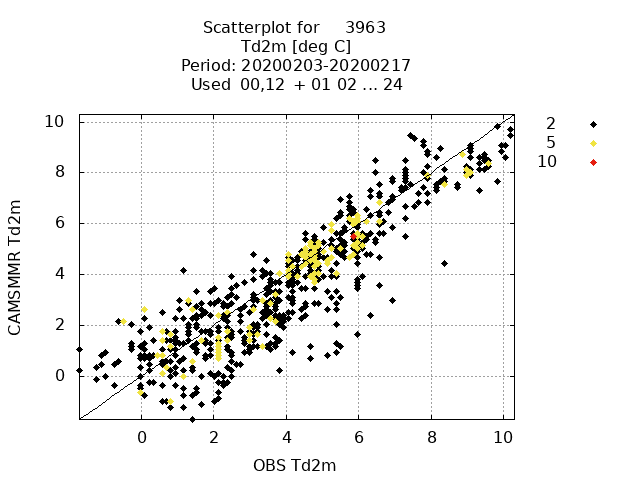 Scatterplot for 3963
Td2m [deg C]
Period: 20200203-20200217
Used 00,12 + 01 02 ... 24
10
8
6
4
2
0
CAMSMMR Td2m
0 2 4 6 8 10
OBS Td2m
2
5
10